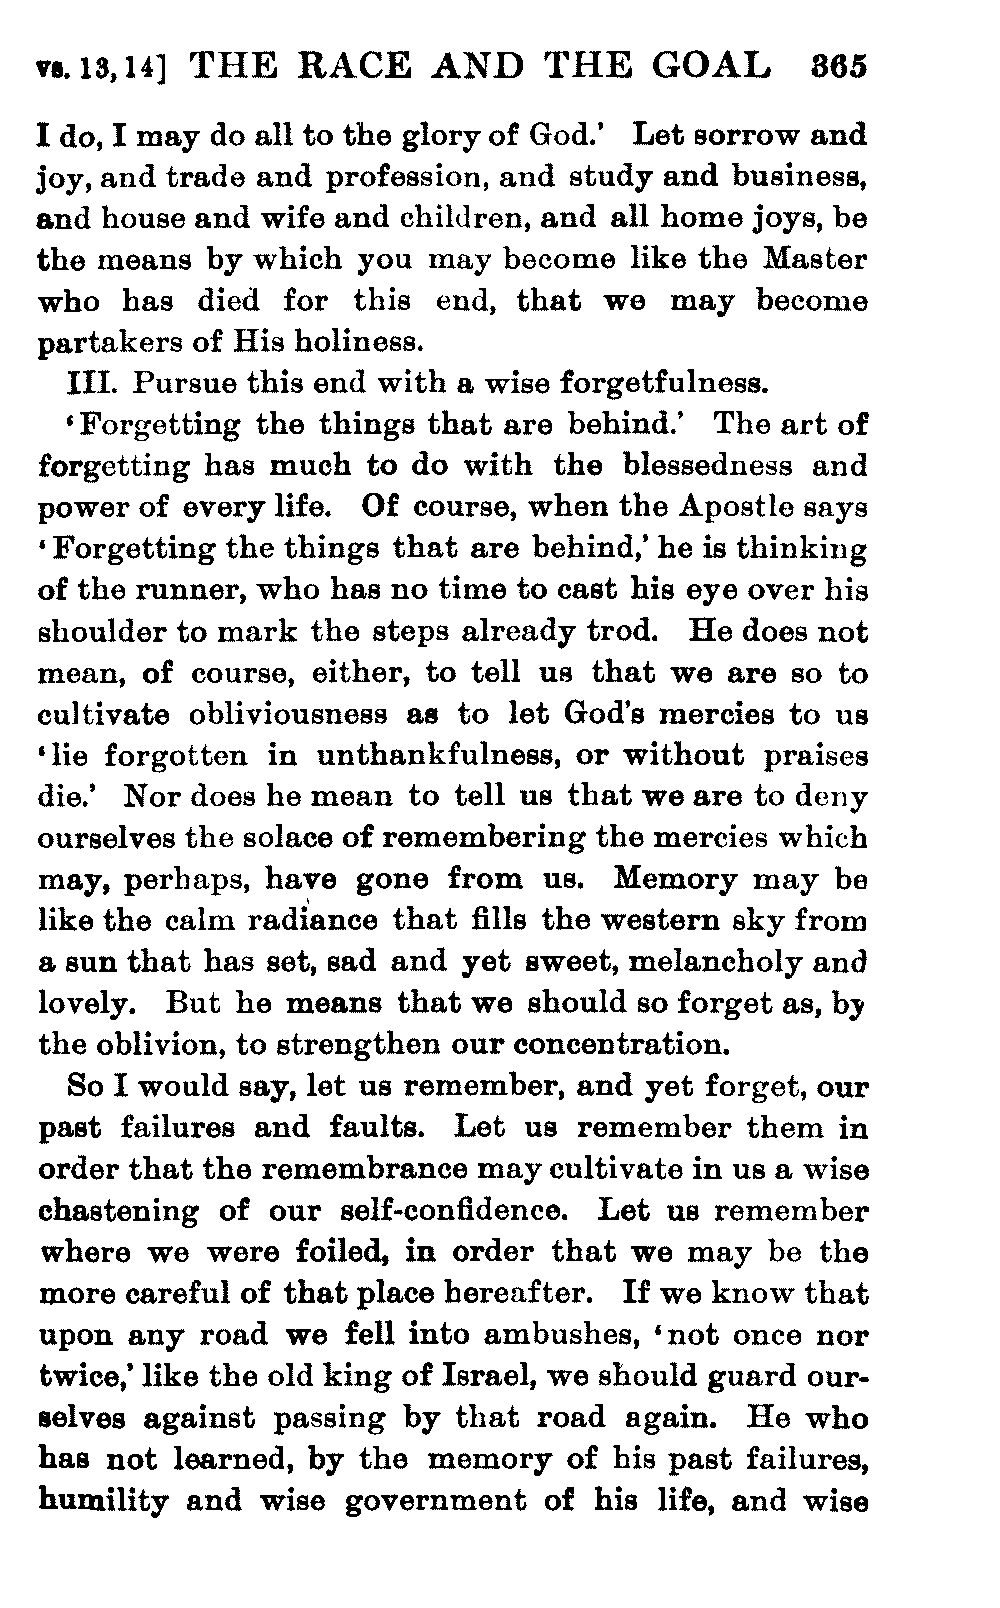 vs. 13, 14] THE RACE AND THE GOAL 365
I do, I may do all to the glory of God.’ Let sorrow and
joy, and trade and profession, and study and business,
and house and wife and children, and all home joys, be
the means by which you may become like the Master
who has died for this end, that we may become
partakers of His holiness.
III. Pursue this end with a wise forgetfulness.
‘Forgetting the things that are behind.’ The art of
forgetting has much to do with the blessedness and
power of every life. Of course, when the Apostle says
‘Forgetting the things that are behind,’ he is thinking
of the runner, who has no time to cast his eye over his
shoulder to mark the steps already trod. He does not
mean, of course, either, to tell us that we are so to
cultivate obliviousness as to let God’s mercies to us
‘lie forgotten in unthankfulness, or without praises
die.’ Nor does he mean to tell us that we are to deny
ourselves the solace of remembering the mercies which
may, perhaps, have gone from us. Memory may be
like the calm radiance that fills the western sky from
a sun that has set, sad and yet sweet, melancholy and
lovely. But he means that we should so forget as, by
the oblivion, to strengthen our concentration.
So I would say, let us remember, and yet forget, our
past failures and faults. Let us remember them in
order that the remembrance may cultivate in us a wise
chastening of our self-confidence. Let us remember
where we were foiled, in order that we may be the
more careful of that place hereafter. If we know that
upon any road we fell into ambushes, ‘not once nor
twice,’ like the old king of Israel, we should guard our-
selves against passing by that road again. He who
has not learned, by the memory of his past failures,
humility and wise government of his life, and wise